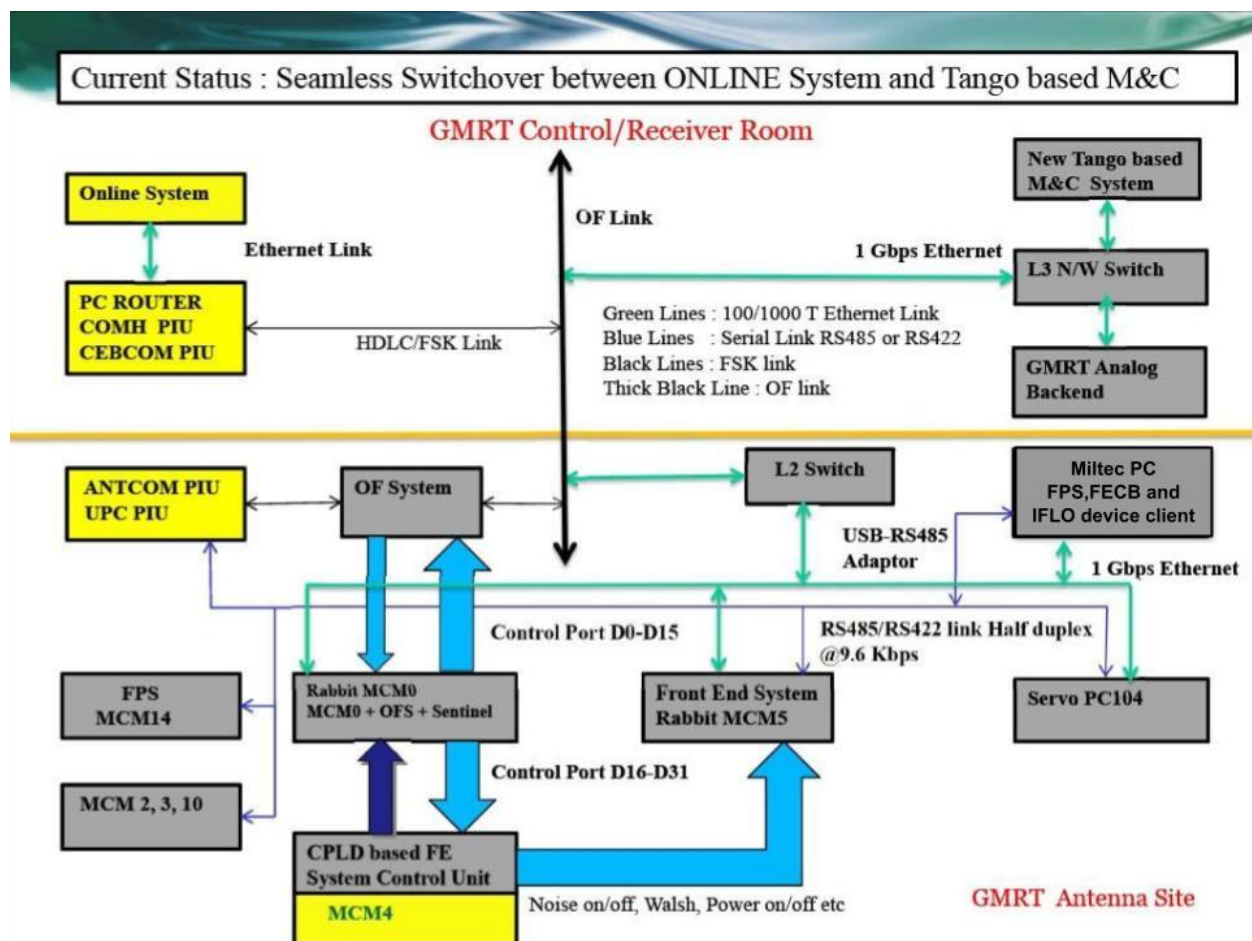 Current Status : Seamless Switchover between ONLINE System and Tango based M&C
GMRT Control/Receiver Room
Online System
Ethernet Link
PC ROUTER
COMH PIU
CEBCOM PIU
HDLC/FSK Link
OF Link
1 Gbps Ethernet
New Tango based
M&C System
L3 N/W Switch
GMRT Analog
Backend
Green Lines : 100/1000 T Ethernet Link
Blue Lines : Serial Link RS485 or RS422
Black Lines : FSK link
Thick Black Line : OF link
ANTCOM PIU
UPC PIU
OF System
L2 Switch
Miltec PC
FPS,FECB and
IFLO device client
USB-RS485
Adaptor
1 Gbps Ethernet
Control Port D0-D15
RS485/RS422 link Half duplex
@9.6 Kbps
FPS
MCM14
Rabbit MCM0
MCM0 + OFS + Sentinel
Front End System
Rabbit MCM5
Servo PC104
Control Port D16-D31
MCM 2, 3, 10
CPLD based FE
System Control Unit
MCM4
Noise on/off, Walsh, Power on/off etc
GMRT Antenna Site